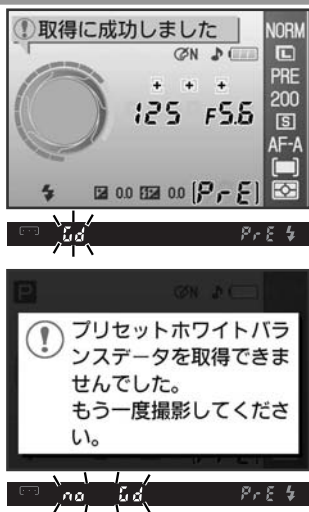 取得に成功しました
NORM
L
PRE
200
S
AF-A
125 F5.6
0.0 0.0 [PrE]
Gd PrE
プリセットホワイトバラ
ンスデータを取得できま
せんでした。
もう一度撮影してくださ
い。
no Gd PrE